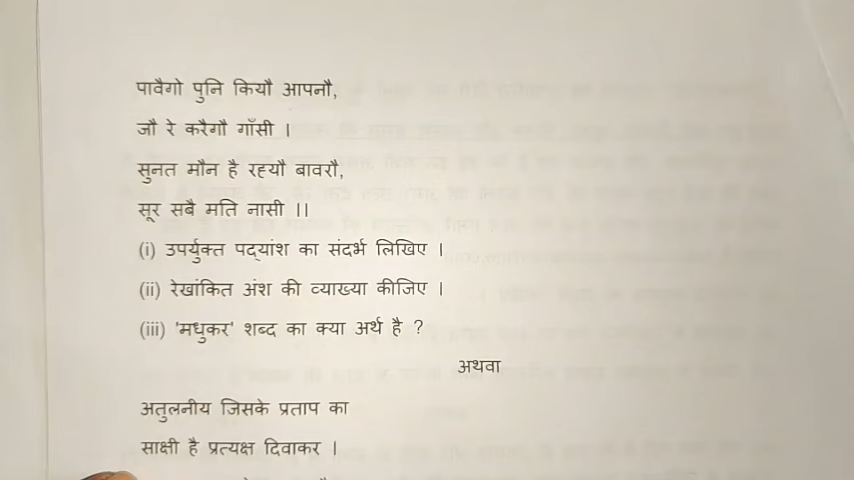 पावैगो पुनि कियौ आपनौ,
जौ रे करैगौ गाँसी ।
सुनत मौन है रह्यौ बावरौ,
सूर सबै मति नासी ।।
(i) उपर्युक्त पद्यांश का संदर्भ लिखिए ।
(ii) रेखांकित अंश की व्याख्या कीजिए ।
(iii) 'मधुकर' शब्द का क्या अर्थ है ?
अथवा
अतुलनीय जिसके प्रताप का
साक्षी है प्रत्यक्ष दिवाकर ।